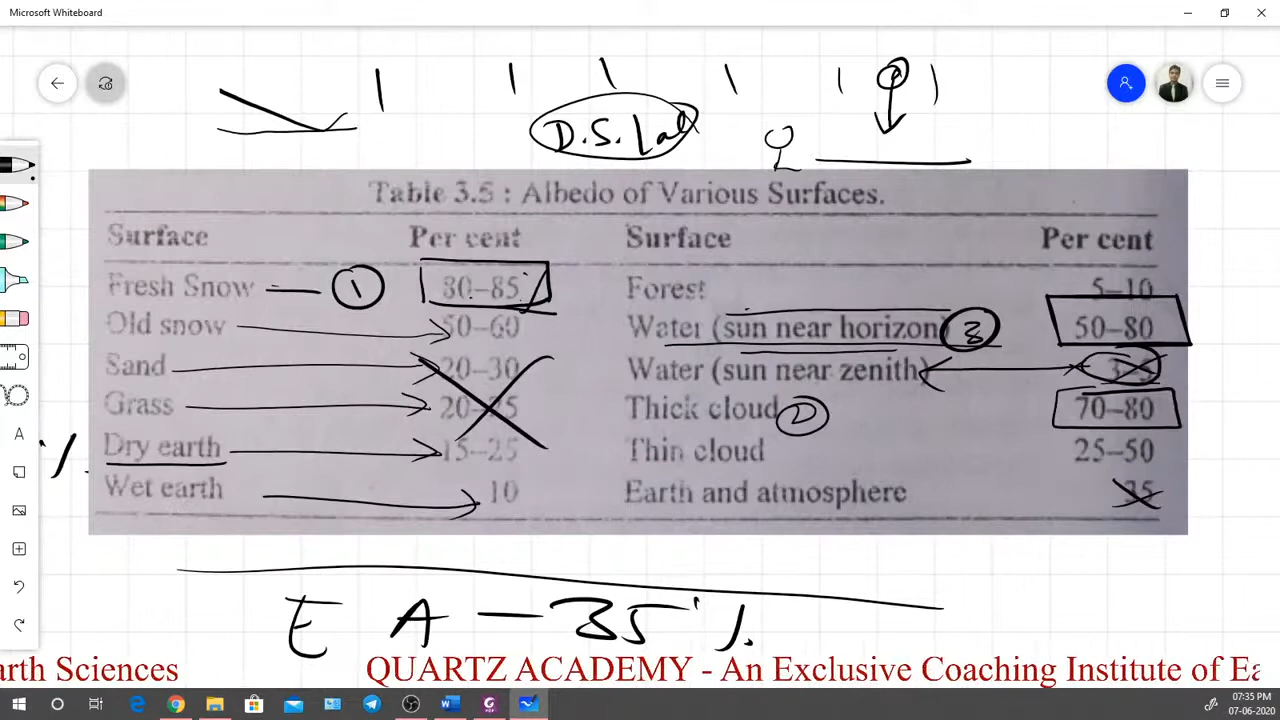 Microsoft Whiteboard
D.S. Lal
Table 3.5 : Albedo of Various Surfaces.
Surface Per cent Surface Per cent
Fresh Snow 1 80–85 Forest 5–10
Old snow 50–60 Water (sun near horizon) 3 50–80
Sand 20–30 Water (sun near zenith) 3–5
Grass 20–25 Thick cloud 2 70–80
Dry earth 15–25 Thin cloud 25–50
Wet earth 10 Earth and atmosphere 35
E A – 35 %.
arth Sciences QUARTZ ACADEMY - An Exclusive Coaching Institute of Ea
07:35 PM
07-06-2020